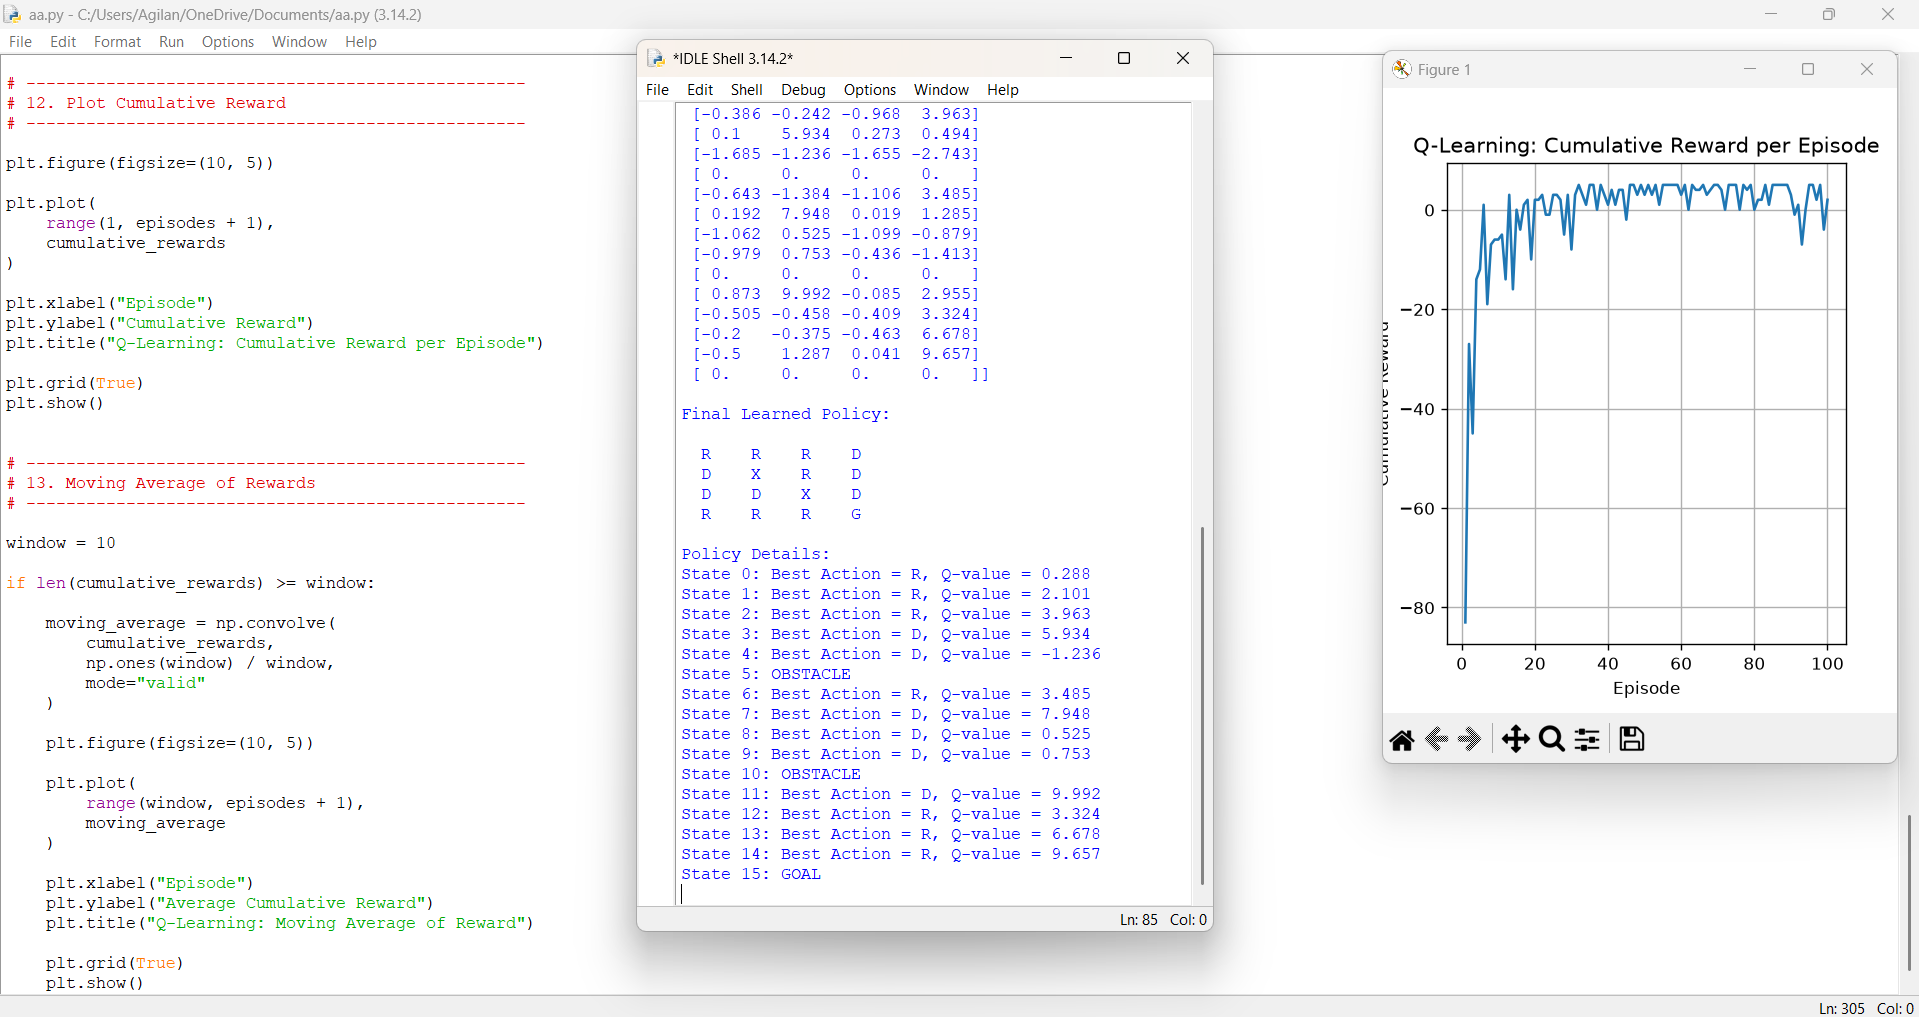 aa.py - C:/Users/Agilan/OneDrive/Documents/aa.py (3.14.2)
File Edit Format Run Options Window Help
# --------------------------------------------------
# 12. Plot Cumulative Reward
# --------------------------------------------------
plt.figure(figsize=(10, 5))
plt.plot(
    range(1, episodes + 1),
    cumulative_rewards
)
plt.xlabel("Episode")
plt.ylabel("Cumulative Reward")
plt.title("Q-Learning: Cumulative Reward per Episode")
plt.grid(True)
plt.show()
# --------------------------------------------------
# 13. Moving Average of Rewards
# --------------------------------------------------
window = 10
if len(cumulative_rewards) >= window:
    moving_average = np.convolve(
        cumulative_rewards,
        np.ones(window) / window,
        mode="valid"
    )
    plt.figure(figsize=(10, 5))
    plt.plot(
        range(window, episodes + 1),
        moving_average
    )
    plt.xlabel("Episode")
    plt.ylabel("Average Cumulative Reward")
    plt.title("Q-Learning: Moving Average of Reward")
    plt.grid(True)
    plt.show()
Ln: 305 Col: 0
*IDLE Shell 3.14.2*
File Edit Shell Debug Options Window Help
[-0.386 -0.242 -0.968  3.963]
[ 0.1    5.934  0.273  0.494]
[-1.685 -1.236 -1.655 -2.743]
[ 0.     0.     0.     0.   ]
[-0.643 -1.384 -1.106  3.485]
[ 0.192  7.948  0.019  1.285]
[-1.062  0.525 -1.099 -0.879]
[-0.979  0.753 -0.436 -1.413]
[ 0.     0.     0.     0.   ]
[ 0.873  9.992 -0.085  2.955]
[-0.505 -0.458 -0.409  3.324]
[-0.2   -0.375 -0.463  6.678]
[-0.5    1.287  0.041  9.657]
[ 0.     0.     0.     0.   ]]
Final Learned Policy:
R    R    R    D
D    X    R    D
D    D    X    D
R    R    R    G
Policy Details:
State 0: Best Action = R, Q-value = 0.288
State 1: Best Action = R, Q-value = 2.101
State 2: Best Action = R, Q-value = 3.963
State 3: Best Action = D, Q-value = 5.934
State 4: Best Action = D, Q-value = -1.236
State 5: OBSTACLE
State 6: Best Action = R, Q-value = 3.485
State 7: Best Action = D, Q-value = 7.948
State 8: Best Action = D, Q-value = 0.525
State 9: Best Action = D, Q-value = 0.753
State 10: OBSTACLE
State 11: Best Action = D, Q-value = 9.992
State 12: Best Action = R, Q-value = 3.324
State 13: Best Action = R, Q-value = 6.678
State 14: Best Action = R, Q-value = 9.657
State 15: GOAL
Ln: 85 Col: 0
Figure 1
Q-Learning: Cumulative Reward per Episode
Cumulative Reward
0
−20
−40
−60
−80
0 20 40 60 80 100
Episode